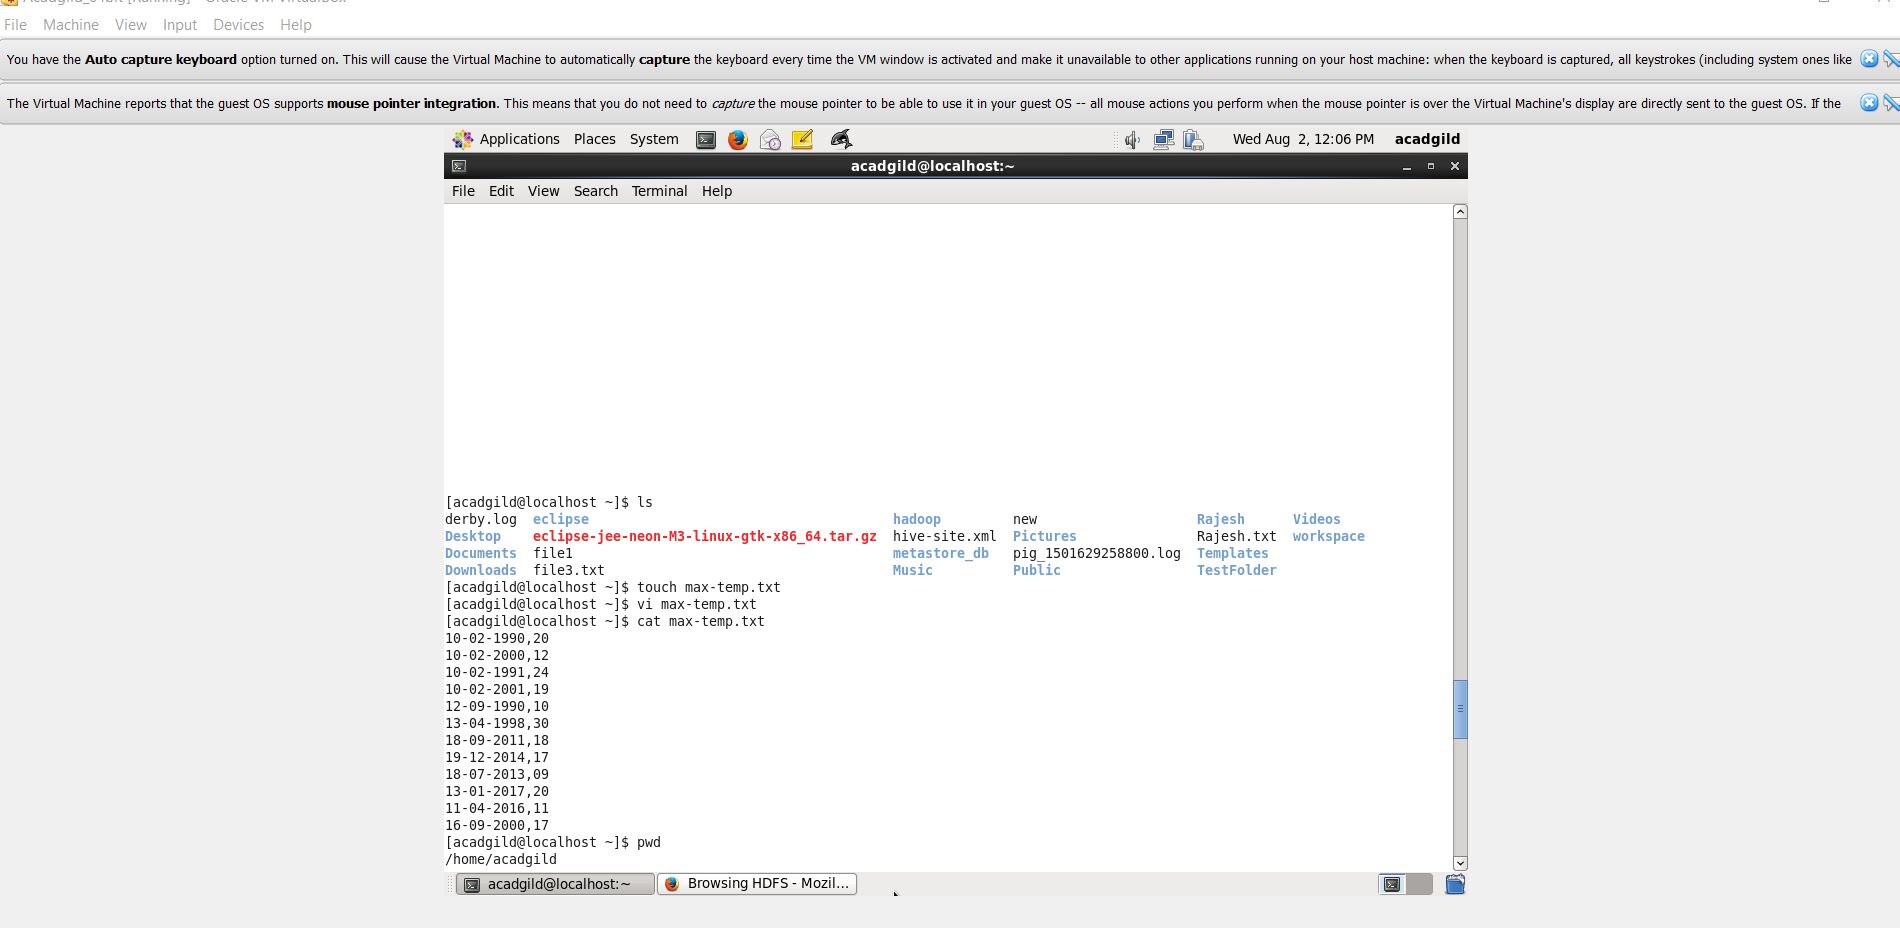 File Machine View Input Devices Help
You have the Auto capture keyboard option turned on. This will cause the Virtual Machine to automatically capture the keyboard every time the VM window is activated and make it unavailable to other applications running on your host machine: when the keyboard is captured, all keystrokes (including system ones like
The Virtual Machine reports that the guest OS supports mouse pointer integration. This means that you do not need to capture the mouse pointer to be able to use it in your guest OS -- all mouse actions you perform when the mouse pointer is over the Virtual Machine's display are directly sent to the guest OS. If the
Applications Places System Wed Aug 2, 12:06 PM acadgild
acadgild@localhost:~
File Edit View Search Terminal Help
[acadgild@localhost ~]$ ls
derby.log eclipse hadoop new Rajesh Videos
Desktop eclipse-jee-neon-M3-linux-gtk-x86_64.tar.gz hive-site.xml Pictures Rajesh.txt workspace
Documents file1 metastore_db pig_1501629258800.log Templates
Downloads file3.txt Music Public TestFolder
[acadgild@localhost ~]$ touch max-temp.txt
[acadgild@localhost ~]$ vi max-temp.txt
[acadgild@localhost ~]$ cat max-temp.txt
10-02-1990,20
10-02-2000,12
10-02-1991,24
10-02-2001,19
12-09-1990,10
13-04-1998,30
18-09-2011,18
19-12-2014,17
18-07-2013,09
13-01-2017,20
11-04-2016,11
16-09-2000,17
[acadgild@localhost ~]$ pwd
/home/acadgild
acadgild@localhost:~ Browsing HDFS - Mozil...